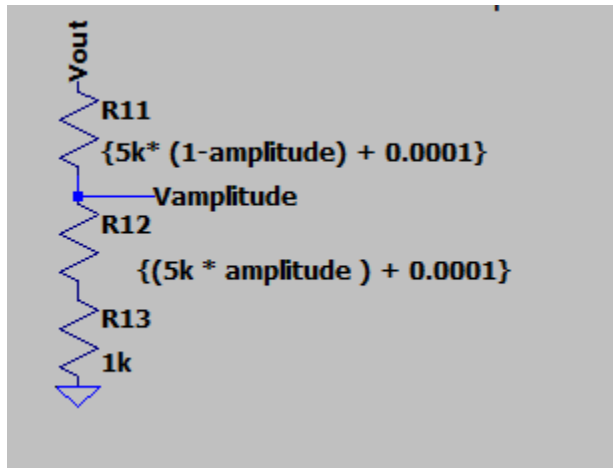 Vout
R11
{5k* (1-amplitude) + 0.0001}
Vamplitude
R12
{(5k * amplitude ) + 0.0001}
R13
1k